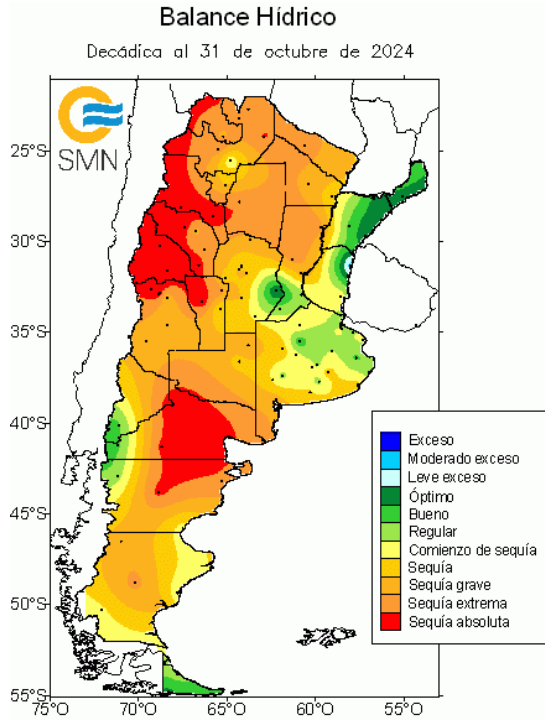 Balance Hídrico
Decádica al 31 de octubre de 2024
SMN
25°S
30°S
35°S
40°S
45°S
50°S
55°S
75°O
70°O
65°O
60°O
55°O
Exceso
Moderado exceso
Leve exceso
Óptimo
Bueno
Regular
Comienzo de sequía
Sequía
Sequía grave
Sequía extrema
Sequía absoluta